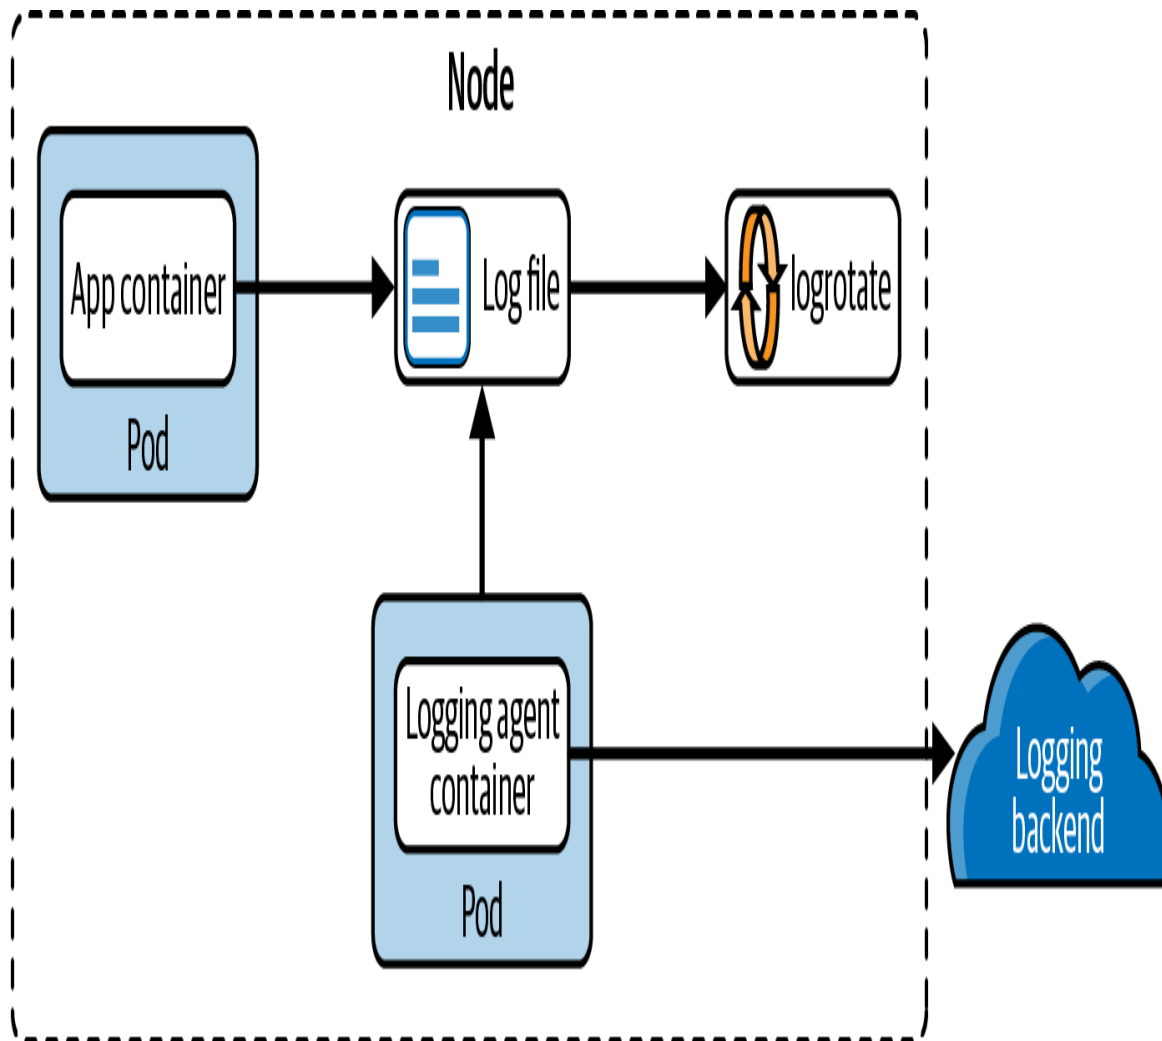 Node
App container
Log file
logrotate
Pod
Logging agent
container
Pod
Logging
backend